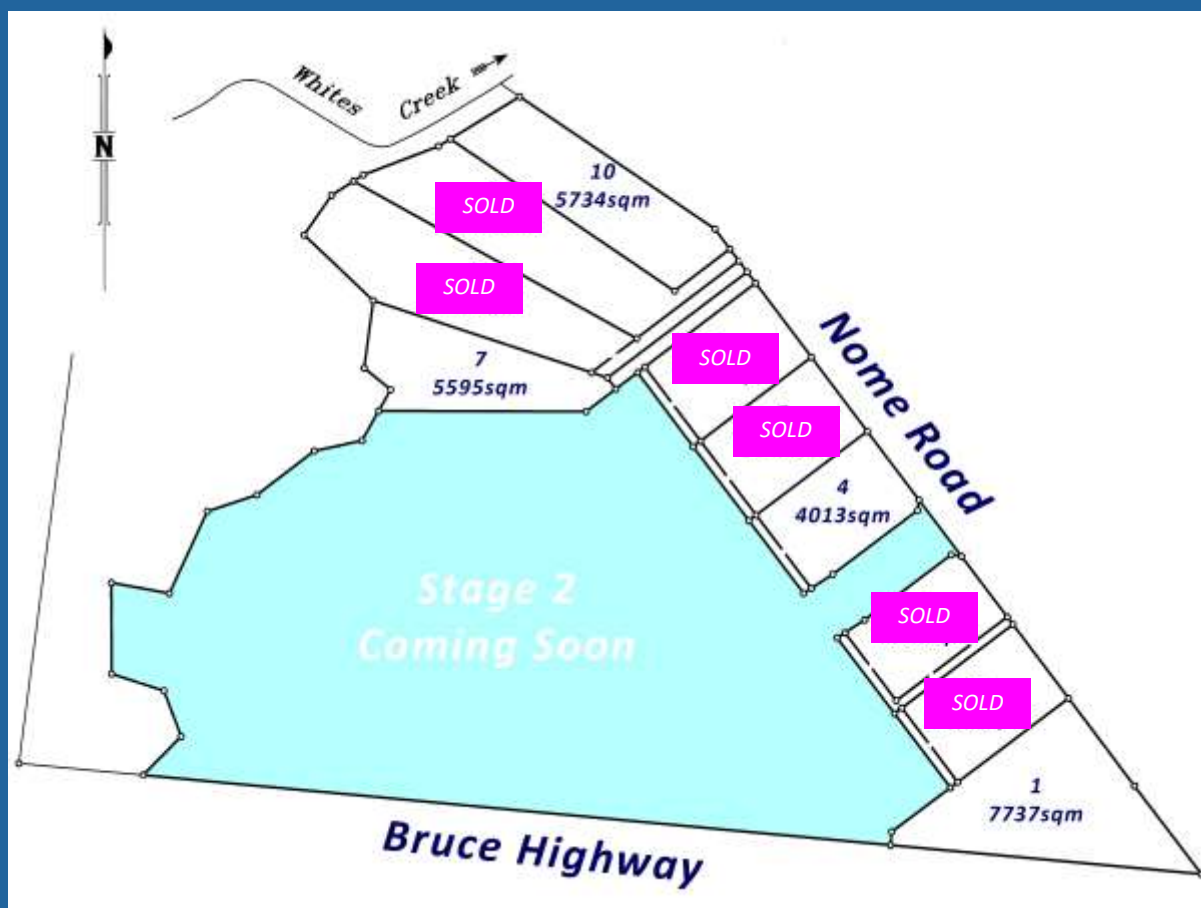 Whites Creek
N
10
5734sqm
SOLD
SOLD
7
5595sqm
SOLD
Nome Road
SOLD
4
4013sqm
Stage 2
Coming Soon
SOLD
SOLD
1
7737sqm
Bruce Highway